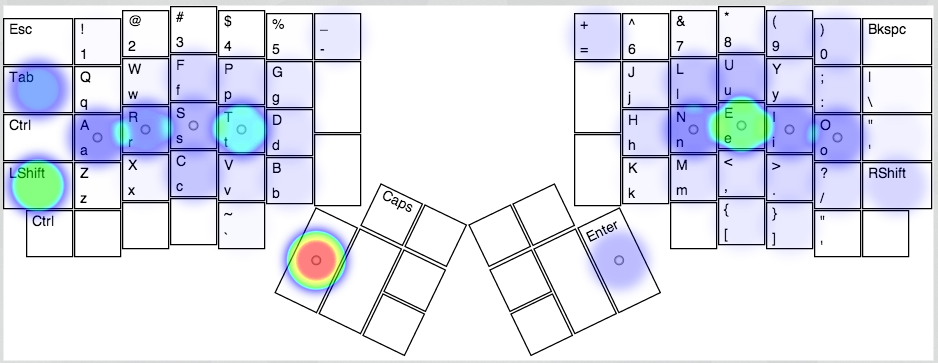 Esc ! @ # $ % _ + ^ & * ( ) Bkspc
1 2 3 4 5 - = 6 7 8 9 0
Tab Q W F P G J L U Y ; |
q w f p g j l u y : \
Ctrl A R S T D H N E I O "
a r s t d h n e i o '
LShift Z X C V B K M < > ? RShift
z x c v b k m , . /
Ctrl ~ { } "
` [ ] '
Caps
Enter